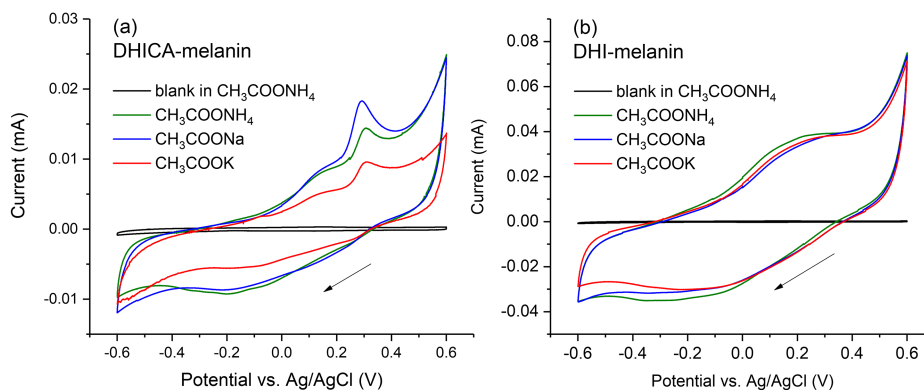 (a)
DHICA-melanin
blank in CH₃COONH₄
CH₃COONH₄
CH₃COONa
CH₃COOK
Current (mA)
0.03
0.02
0.01
0.00
-0.01
-0.6 -0.4 -0.2 0.0 0.2 0.4 0.6
Potential vs. Ag/AgCl (V)
(b)
DHI-melanin
blank in CH₃COONH₄
CH₃COONH₄
CH₃COONa
CH₃COOK
Current (mA)
0.08
0.06
0.04
0.02
0.00
-0.02
-0.04
-0.6 -0.4 -0.2 0.0 0.2 0.4 0.6
Potential vs. Ag/AgCl (V)